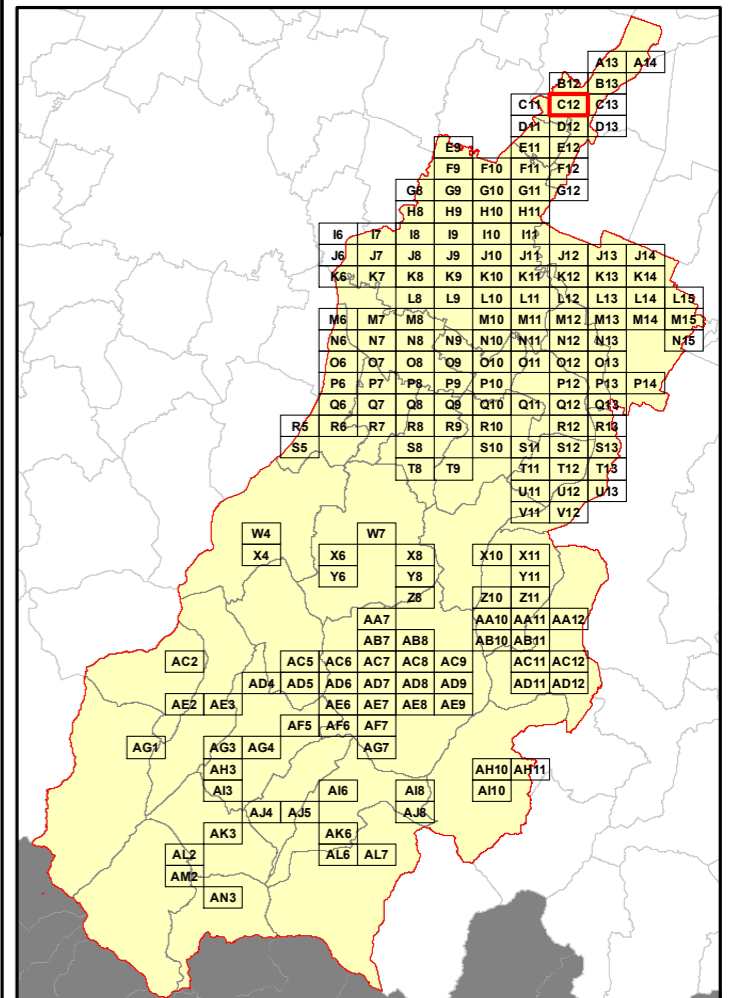 A13 A14
B12 B13
C11 C12 C13
D11 D12 D13
E9 E11 E12
F9 F10 F11 F12
G8 G9 G10 G11 G12
H8 H9 H10 H11
I6 I7 I8 I9 I10 I11
J6 J7 J8 J9 J10 J11 J12 J13 J14
K6 K7 K8 K9 K10 K11 K12 K13 K14
L8 L9 L10 L11 L12 L13 L14 L15
M6 M7 M8 M10 M11 M12 M13 M14 M15
N6 N7 N8 N9 N10 N11 N12 N13 N15
O6 O7 O8 O9 O10 O11 O12 O13
P6 P7 P8 P9 P10 P12 P13 P14
Q6 Q7 Q8 Q9 Q10 Q11 Q12 Q13
R5 R6 R7 R8 R9 R10 R12 R13
S5 S8 S10 S11 S12 S13
T8 T9 T11 T12 T13
U11 U12 U13
V11 V12
W4 W7
X4 X6 X8 X10 X11
Y6 Y8 Y11
Z8 Z10 Z11
AA7 AA10 AA11 AA12
AB7 AB8 AB10 AB11
AC2 AC5 AC6 AC7 AC8 AC9 AC11 AC12
AD4 AD5 AD6 AD7 AD8 AD9 AD11 AD12
AE2 AE3 AE6 AE7 AE8 AE9
AF5 AF6 AF7
AG1 AG3 AG4 AG7
AH3 AH10 AH11
AI3 AI6 AI8 AI10
AJ4 AJ5 AJ8
AK3 AK6
AL2 AL6 AL7
AM2
AN3